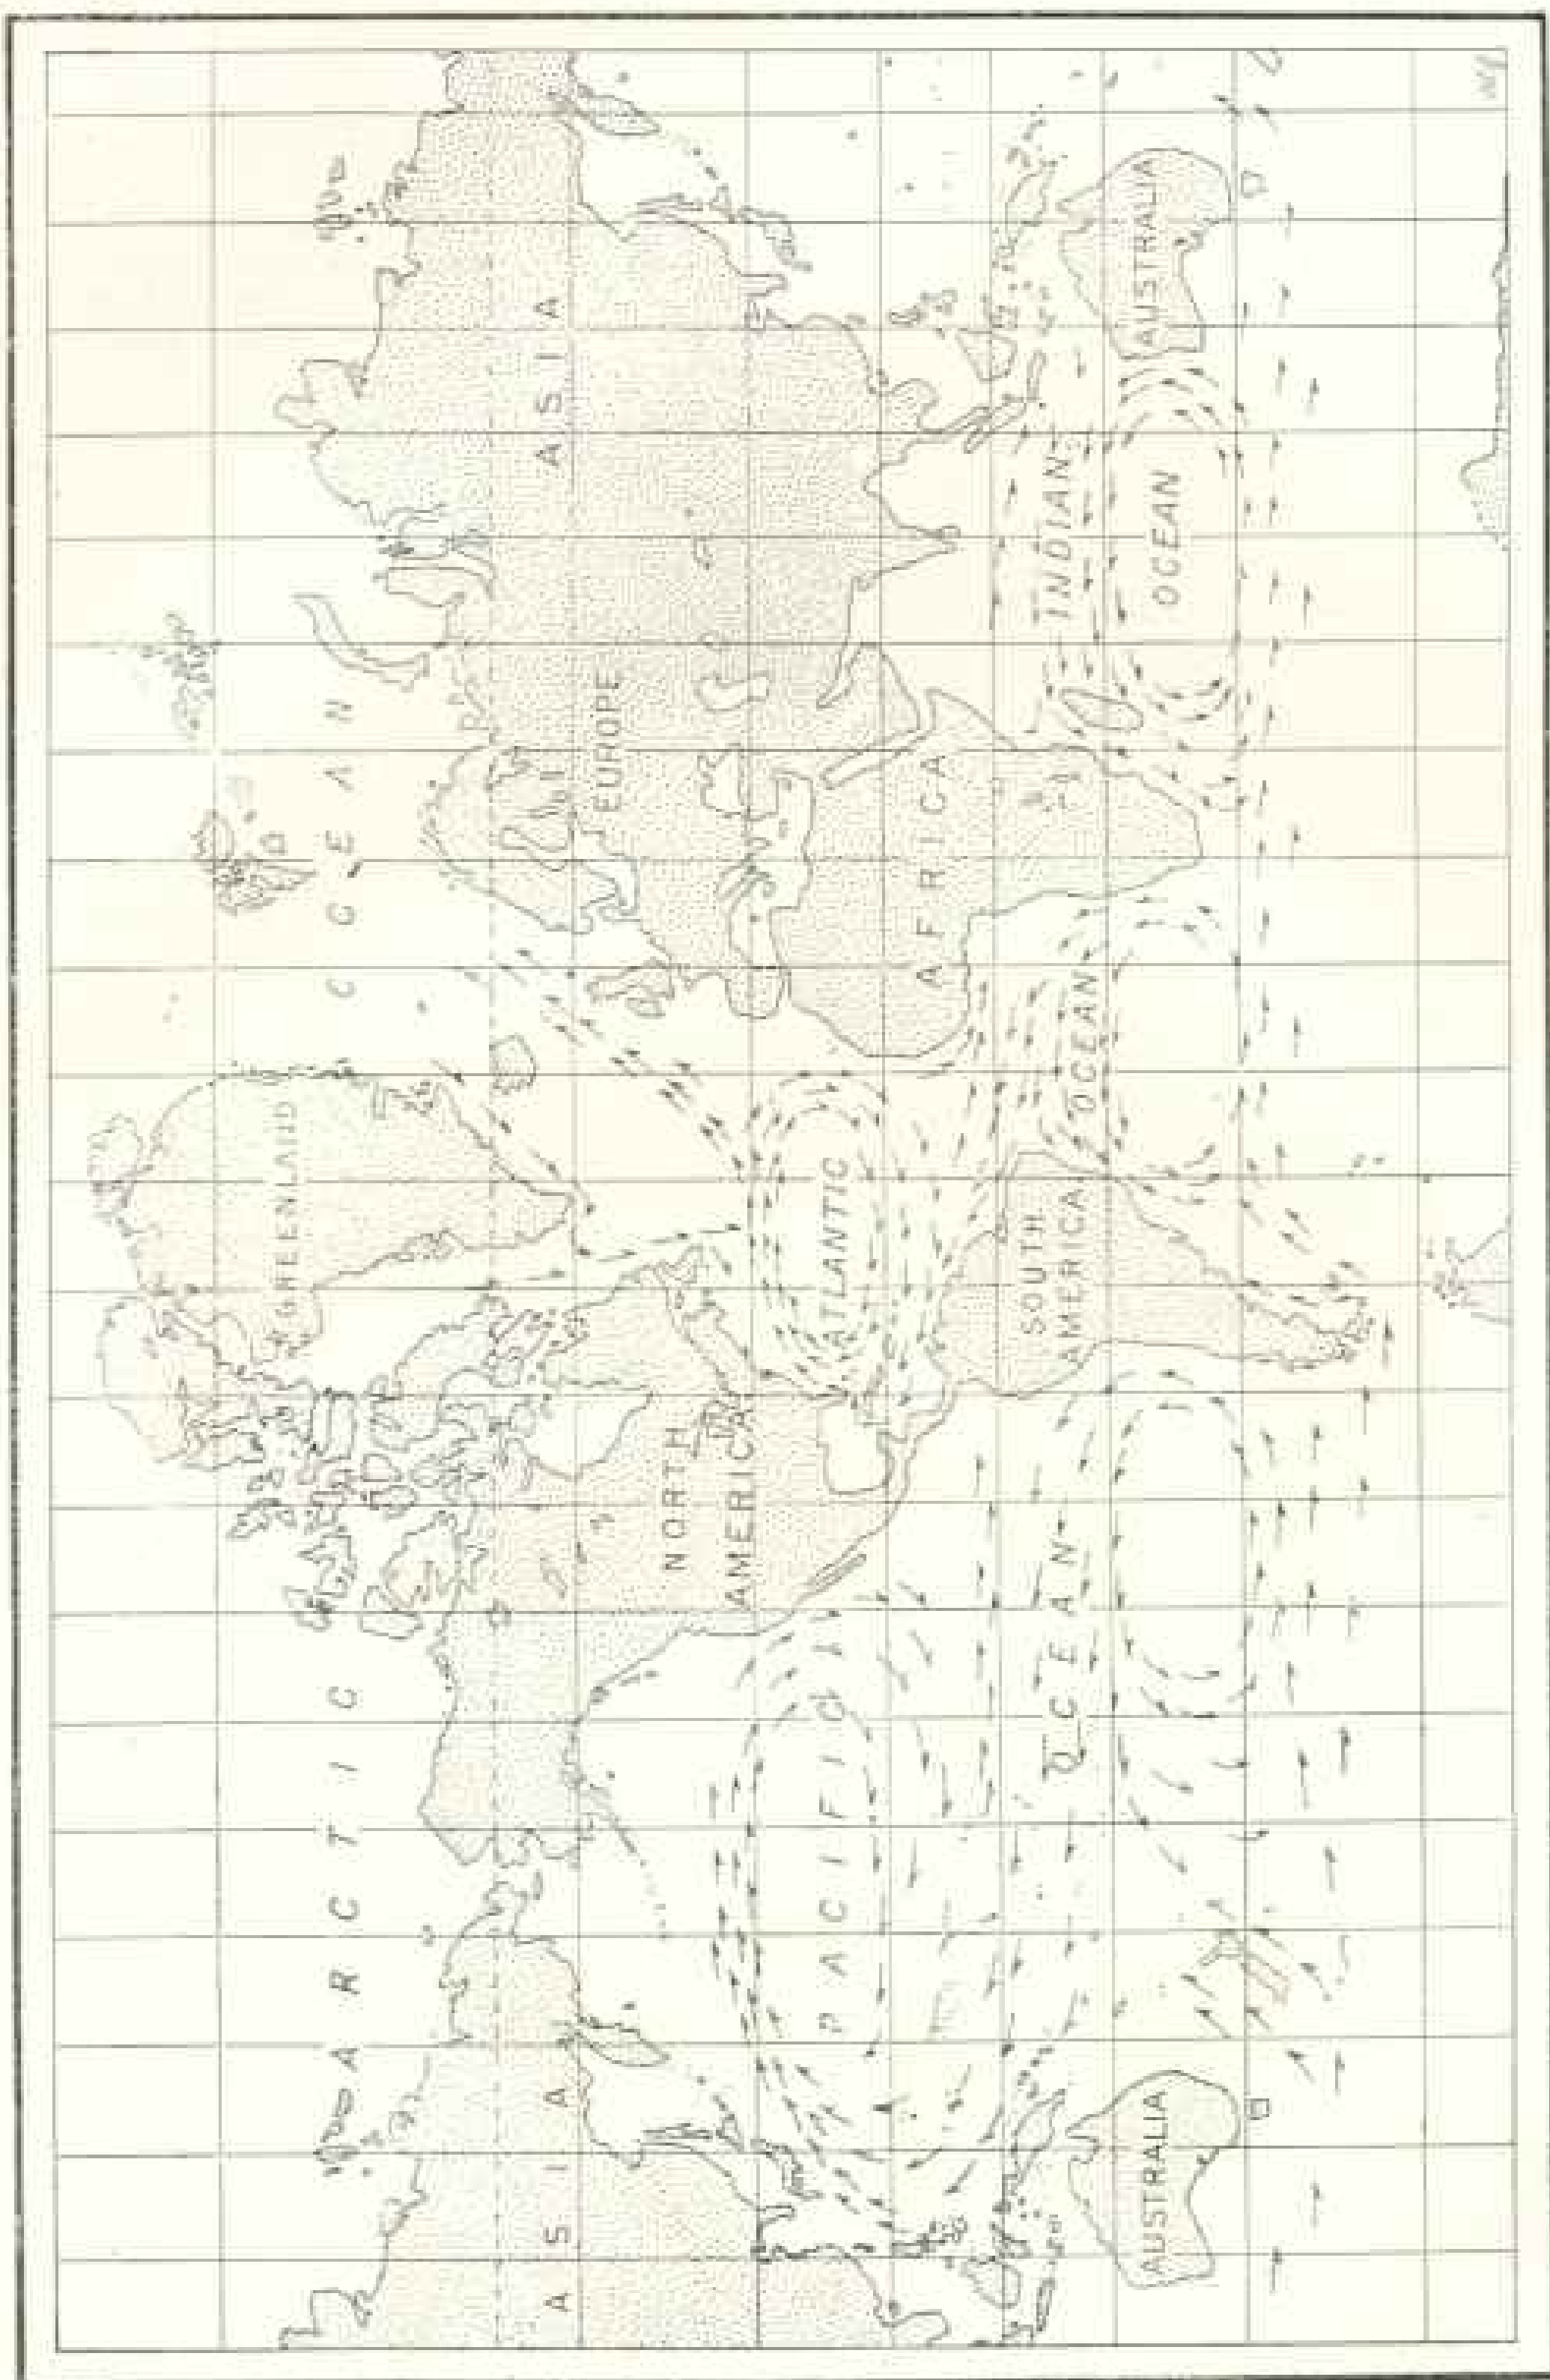 ARCTIC OCEAN
GREENLAND
ASIA
EUROPE
ASIA
NORTH
AMERICA
ATLANTIC
OCEAN
AFRICA
PACIFIC
OCEAN
SOUTH
AMERICA
INDIAN
OCEAN
AUSTRALIA
AUSTRALIA